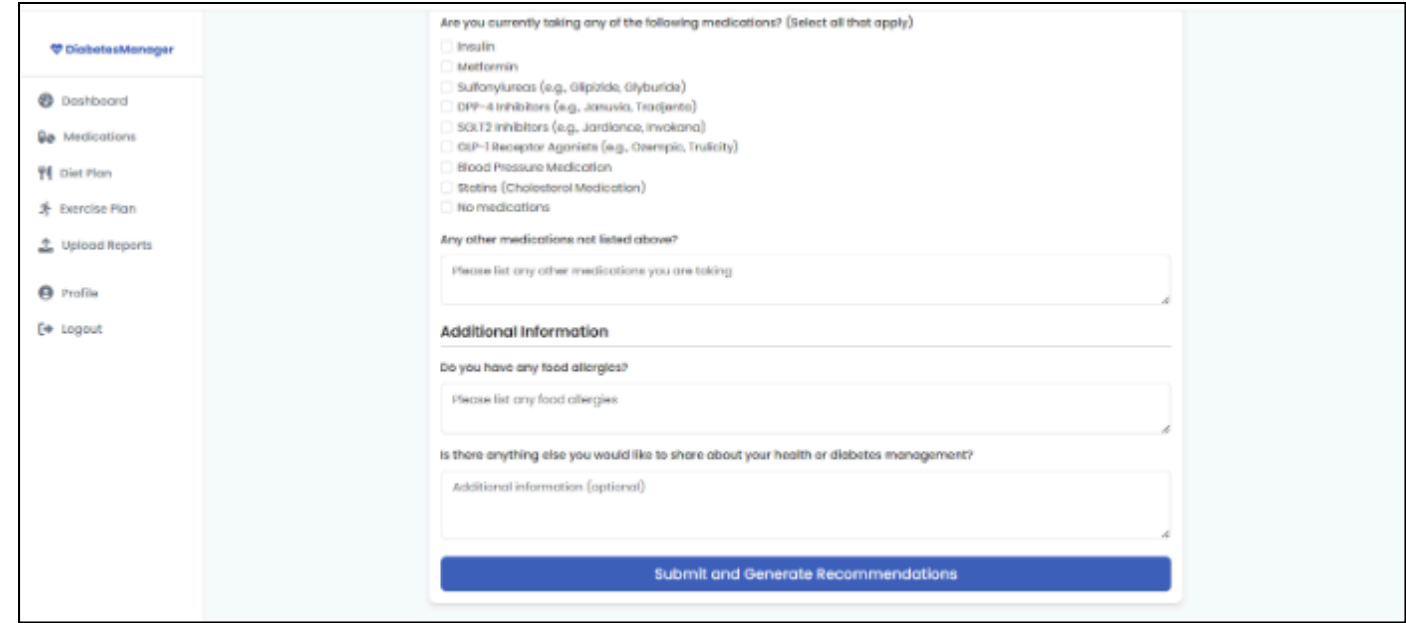 DiabetesManager
Dashboard
Medications
Diet Plan
Exercise Plan
Upload Reports
Profile
Logout
Are you currently taking any of the following medications? (Select all that apply)
Insulin
Metformin
Sulfonylureas (e.g., Glipizide, Glyburide)
DPP-4 Inhibitors (e.g., Januvia, Tradjenta)
SGLT2 Inhibitors (e.g., Jardiance, Invokana)
GLP-1 Receptor Agonists (e.g., Ozempic, Trulicity)
Blood Pressure Medication
Statins (Cholesterol Medication)
No medications
Any other medications not listed above?
Please list any other medications you are taking
Additional Information
Do you have any food allergies?
Please list any food allergies
Is there anything else you would like to share about your health or diabetes management?
Additional information (optional)
Submit and Generate Recommendations